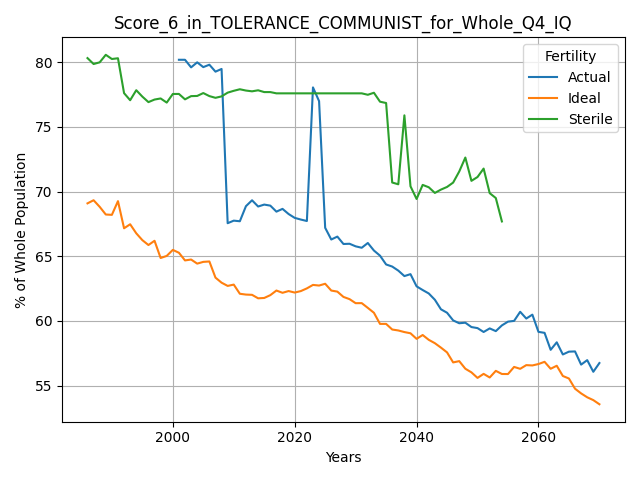 Score_6_in_TOLERANCE_COMMUNIST_for_Whole_Q4_IQ
Fertility
Actual
Ideal
Sterile
% of Whole Population
80
75
70
65
60
55
2000
2020
2040
2060
Years